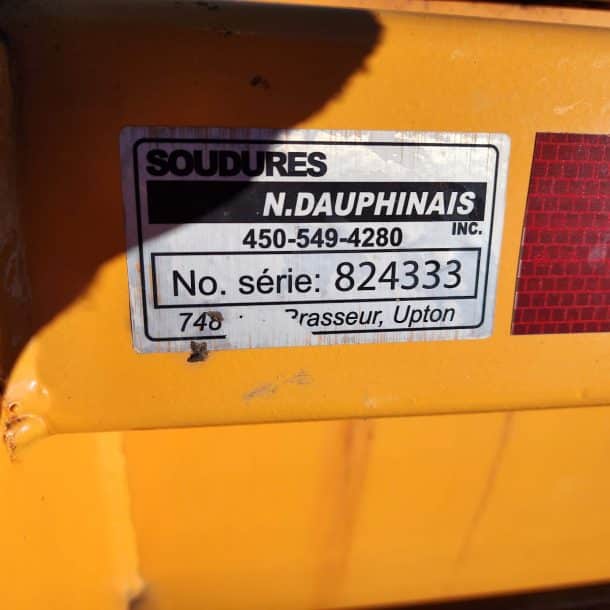 SOUDURES
N.DAUPHINAIS
INC.
450-549-4280
No. série: 824333
748 Brasseur, Upton